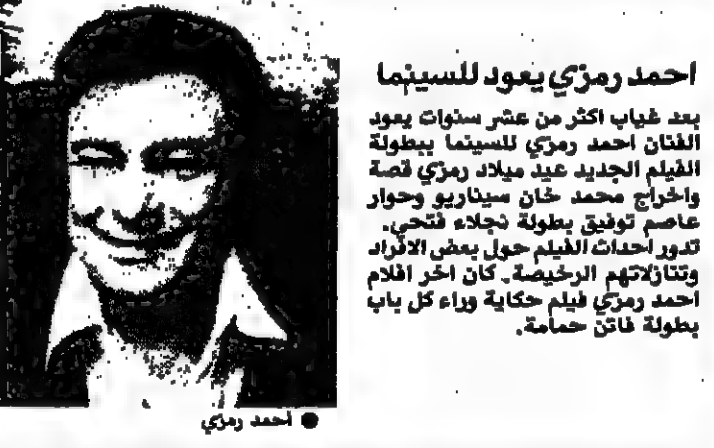 احمد رمزي يعود للسينما
بعد غياب اكثر من عشر سنوات يعود
الفنان احمد رمزي للسينما ببطولة
الفيلم الجديد عيد ميلاد رمزي قصة
واخراج محمد خان سيناريو وحوار
عاصم توفيق بطولة نجلاء فتحي.
تدور احداث الفيلم حول بعض الافراد
وتنازلاتهم الرخيصة. كان اخر افلام
احمد رمزي فيلم حكاية وراء كل باب
بطولة فاتن حمامة.
● احمد رمزي